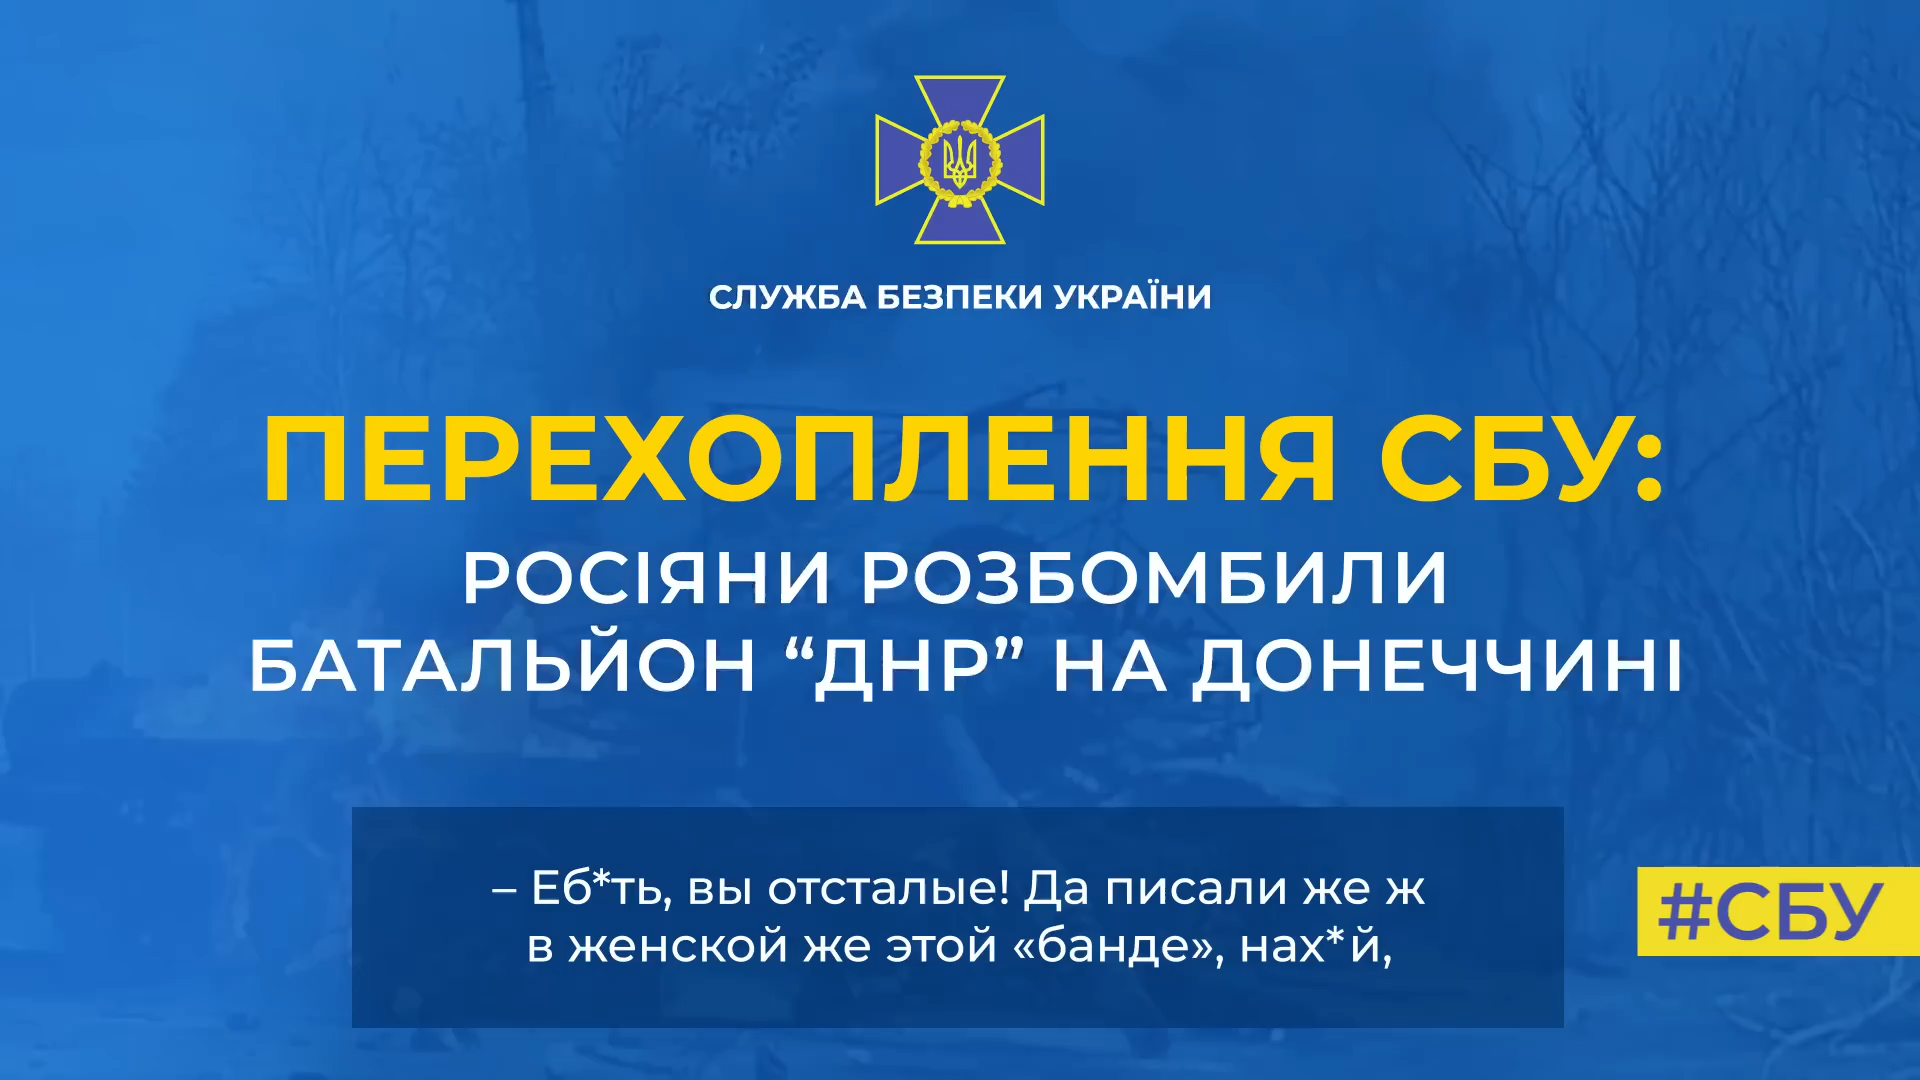 СЛУЖБА БЕЗПЕКИ УКРАЇНИ
ПЕРЕХОПЛЕННЯ СБУ:
РОСІЯНИ РОЗБОМБИЛИ
БАТАЛЬЙОН “ДНР” НА ДОНЕЧЧИНІ
– Еб*ть, вы отсталые! Да писали же ж
в женской же этой «банде», нах*й,
#СБУ